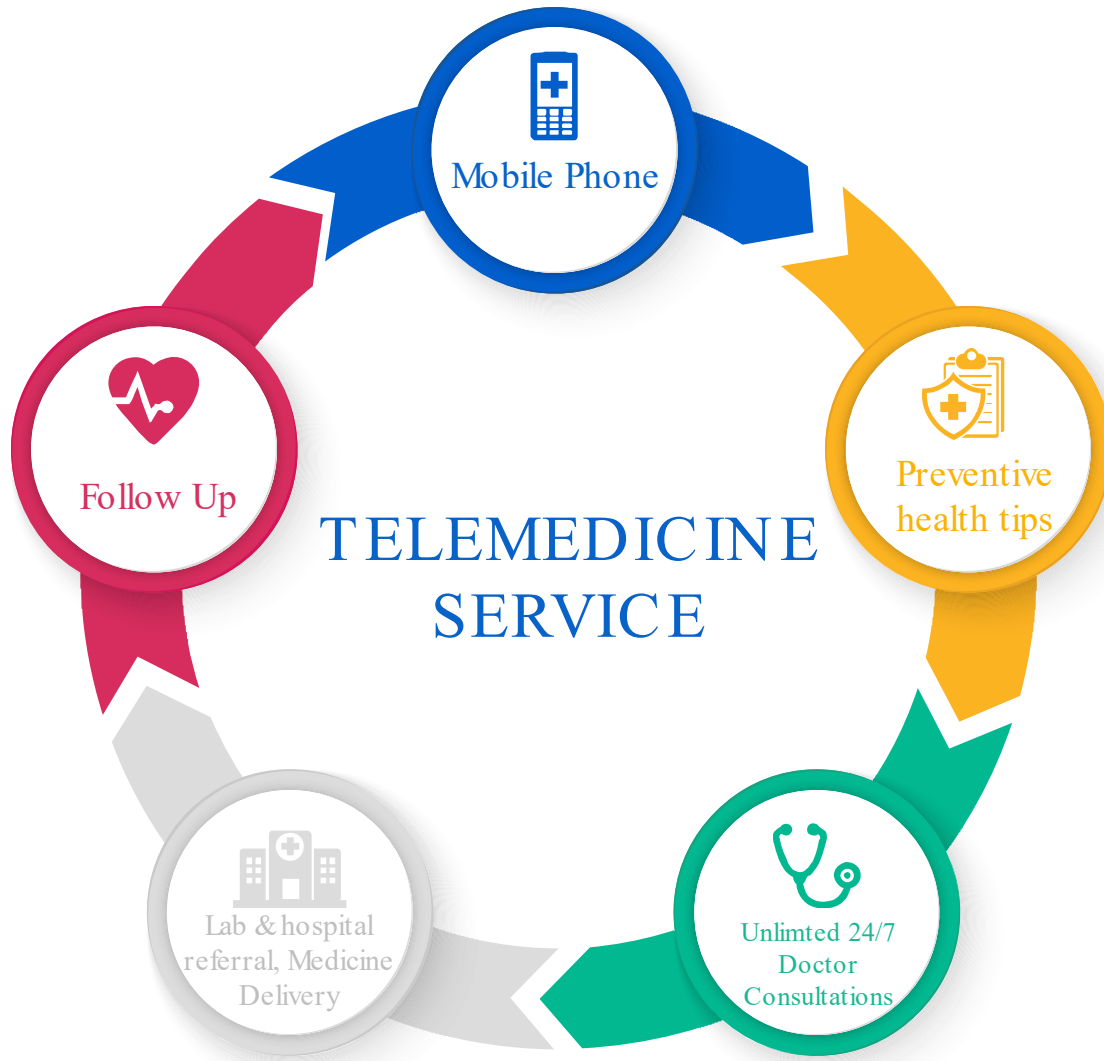 Mobile Phone
Preventive
health tips
Unlimted 24/7
Doctor
Consultations
Lab & hospital
referral, Medicine
Delivery
Follow Up
TELEMEDICINE
SERVICE